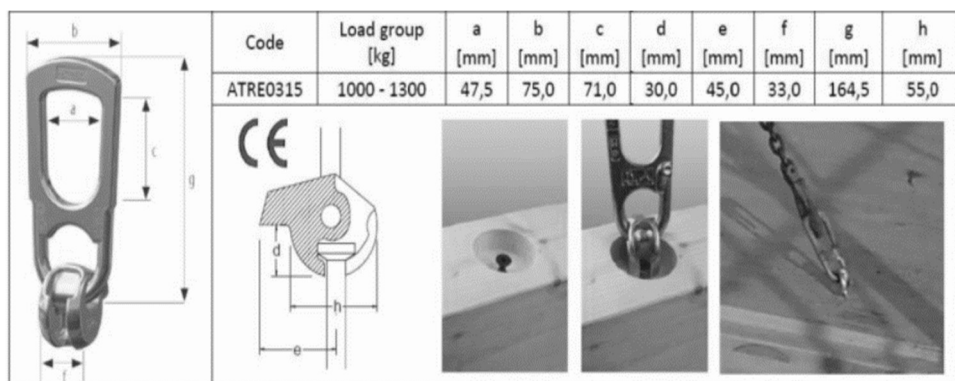 Code Load group [kg] a [mm] b [mm] c [mm] d [mm] e [mm] f [mm] g [mm] h [mm]
ATRE0315 1000 - 1300 47,5 75,0 71,0 30,0 45,0 33,0 164,5 55,0
b
a
c
g
f
CE
d
h
e